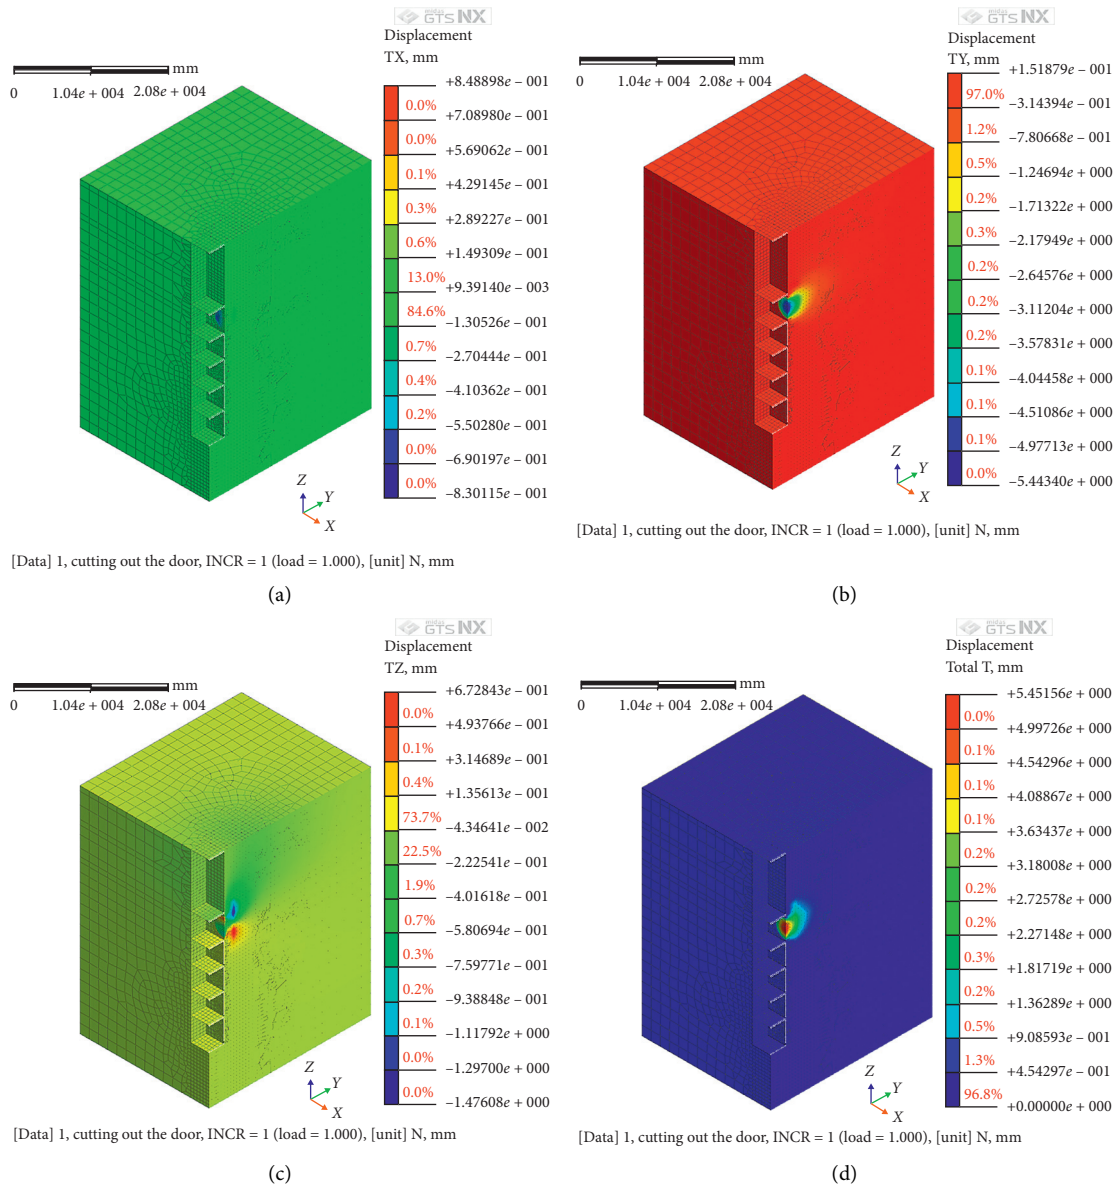 midas
GTS NX
Displacement
TX, mm
mm
0 1.04e + 004 2.08e + 004
+8.48898e – 001
0.0%
+7.08980e – 001
0.0%
+5.69062e – 001
0.1%
+4.29145e – 001
0.3%
+2.89227e – 001
0.6%
+1.49309e – 001
13.0%
+9.39140e – 003
84.6%
–1.30526e – 001
0.7%
–2.70444e – 001
0.4%
–4.10362e – 001
0.2%
–5.50280e – 001
0.0%
–6.90197e – 001
0.0%
–8.30115e – 001
Z
Y
X
[Data] 1, cutting out the door, INCR = 1 (load = 1.000), [unit] N, mm
(a)
midas
GTS NX
Displacement
TY, mm
mm
0 1.04e + 004 2.08e + 004
+1.51879e – 001
97.0%
–3.14394e – 001
1.2%
–7.80668e – 001
0.5%
–1.24694e + 000
0.2%
–1.71322e + 000
0.3%
–2.17949e + 000
0.2%
–2.64576e + 000
0.2%
–3.11204e + 000
0.2%
–3.57831e + 000
0.1%
–4.04458e + 000
0.1%
–4.51086e + 000
0.1%
–4.97713e + 000
0.0%
–5.44340e + 000
Z
Y
X
[Data] 1, cutting out the door, INCR = 1 (load = 1.000), [unit] N, mm
(b)
midas
GTS NX
Displacement
TZ, mm
mm
0 1.04e + 004 2.08e + 004
+6.72843e – 001
0.0%
+4.93766e – 001
0.1%
+3.14689e – 001
0.4%
+1.35613e – 001
73.7%
–4.34641e – 002
22.5%
–2.22541e – 001
1.9%
–4.01618e – 001
0.7%
–5.80694e – 001
0.3%
–7.59771e – 001
0.2%
–9.38848e – 001
0.1%
–1.11792e + 000
0.0%
–1.29700e + 000
0.0%
–1.47608e + 000
Z
Y
X
[Data] 1, cutting out the door, INCR = 1 (load = 1.000), [unit] N, mm
(c)
midas
GTS NX
Displacement
Total T, mm
mm
0 1.04e + 004 2.08e + 004
+5.45156e + 000
0.0%
+4.99726e + 000
0.1%
+4.54296e + 000
0.1%
+4.08867e + 000
0.1%
+3.63437e + 000
0.2%
+3.18008e + 000
0.2%
+2.72578e + 000
0.2%
+2.27148e + 000
0.3%
+1.81719e + 000
0.2%
+1.36289e + 000
0.5%
+9.08593e – 001
1.3%
+4.54297e – 001
96.8%
+0.00000e + 000
Z
Y
X
[Data] 1, cutting out the door, INCR = 1 (load = 1.000), [unit] N, mm
(d)